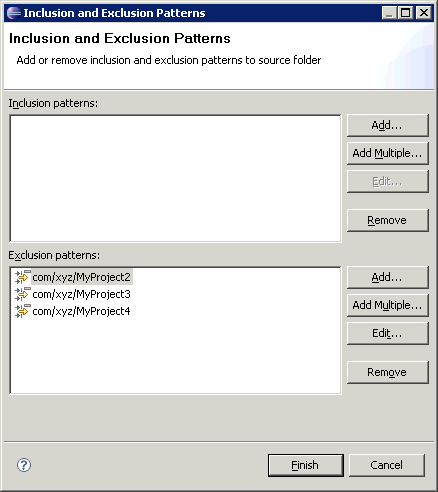 Inclusion and Exclusion Patterns
Inclusion and Exclusion Patterns
Add or remove inclusion and exclusion patterns to source folder
Inclusion patterns:
Add...
Add Multiple...
Edit...
Remove
Exclusion patterns:
com/xyz/MyProject2
com/xyz/MyProject3
com/xyz/MyProject4
Add...
Add Multiple...
Edit...
Remove
?
Finish
Cancel